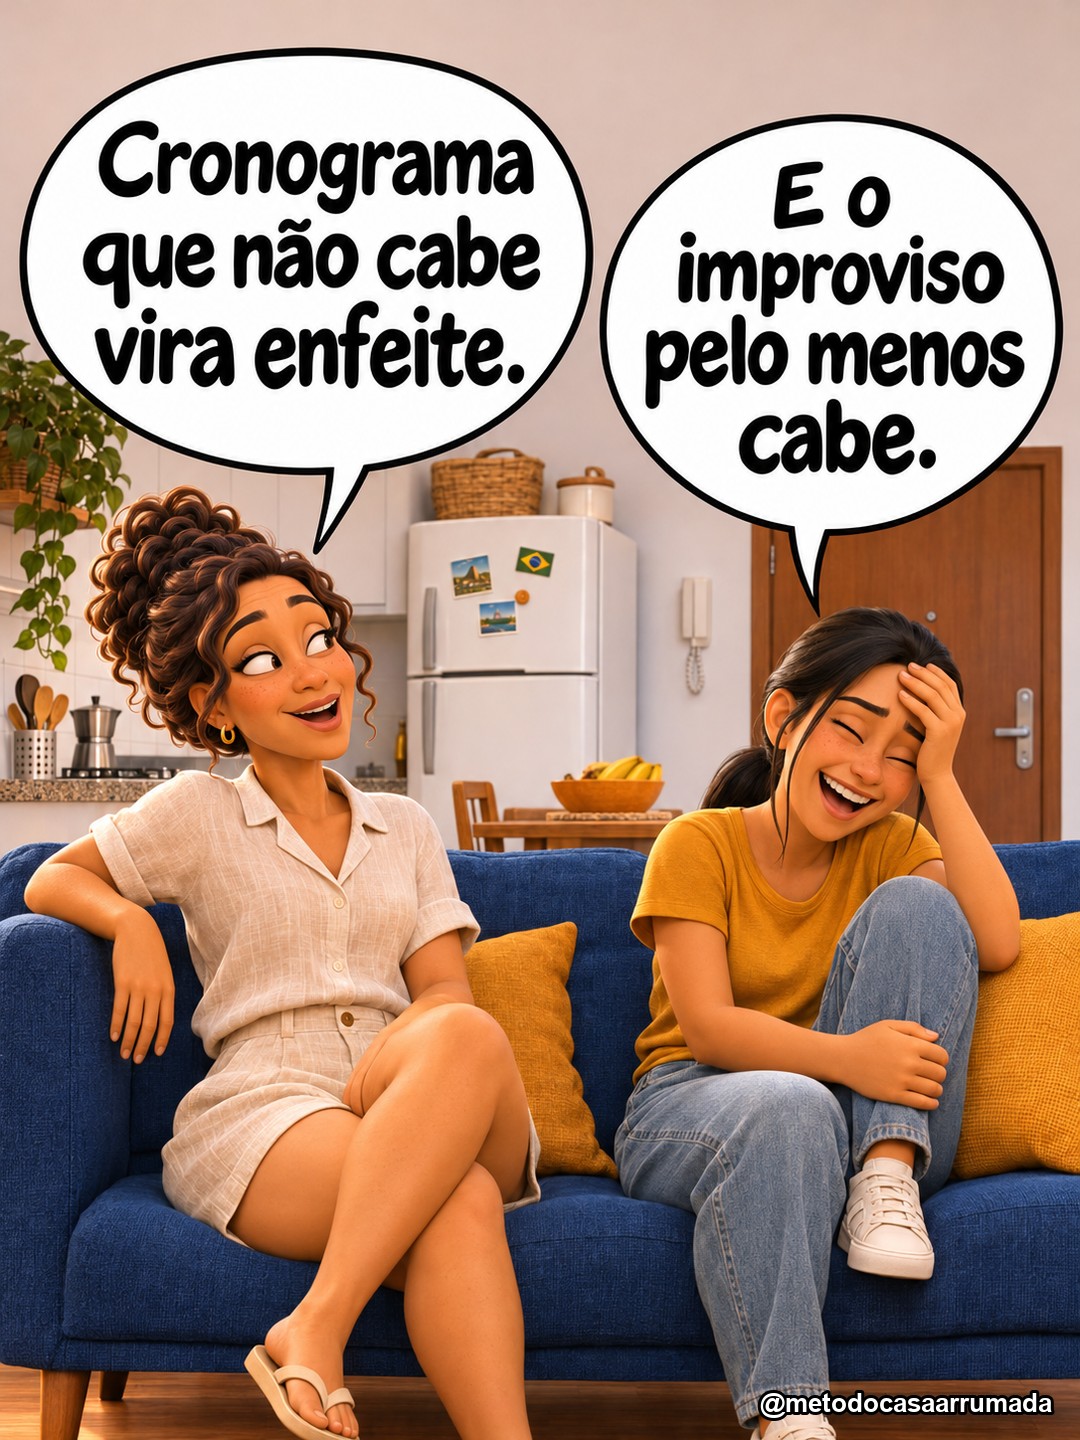 Cronograma
que não cabe
vira enfeite.
E o
improviso
pelo menos
cabe.
@metodocasaarrumada